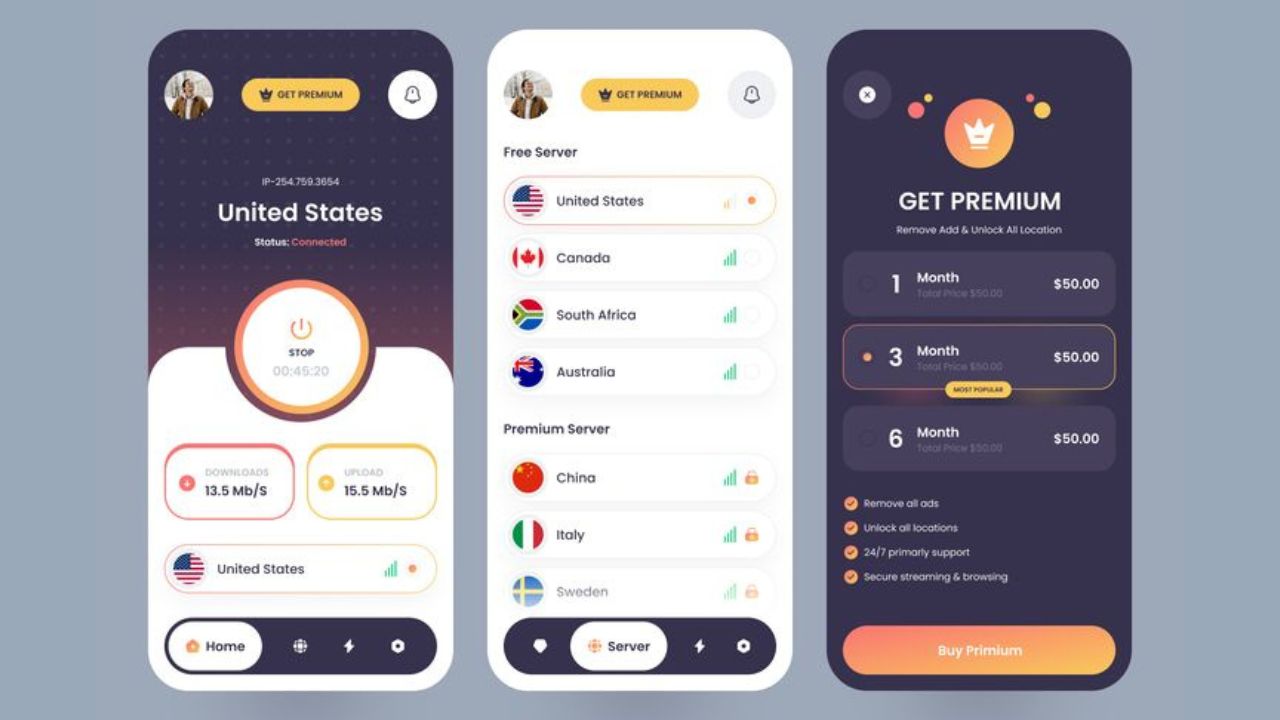 GET PREMIUM
IP-254.759.3654
United States
Status: Connected
STOP
00:45:20
DOWNLOADS
13.5 Mb/S
UPLOAD
15.5 Mb/S
United States
Home
GET PREMIUM
Free Server
United States
Canada
South Africa
Australia
Premium Server
China
Italy
Sweden
Server
GET PREMIUM
Remove Add & Unlock All Location
1 Month
Total Price $50.00
$50.00
3 Month
Total Price $50.00
$50.00
MOST POPULAR
6 Month
Total Price $50.00
$50.00
Remove all ads
Unlock all locations
24/7 primarly support
Secure streaming & browsing
Buy Primium